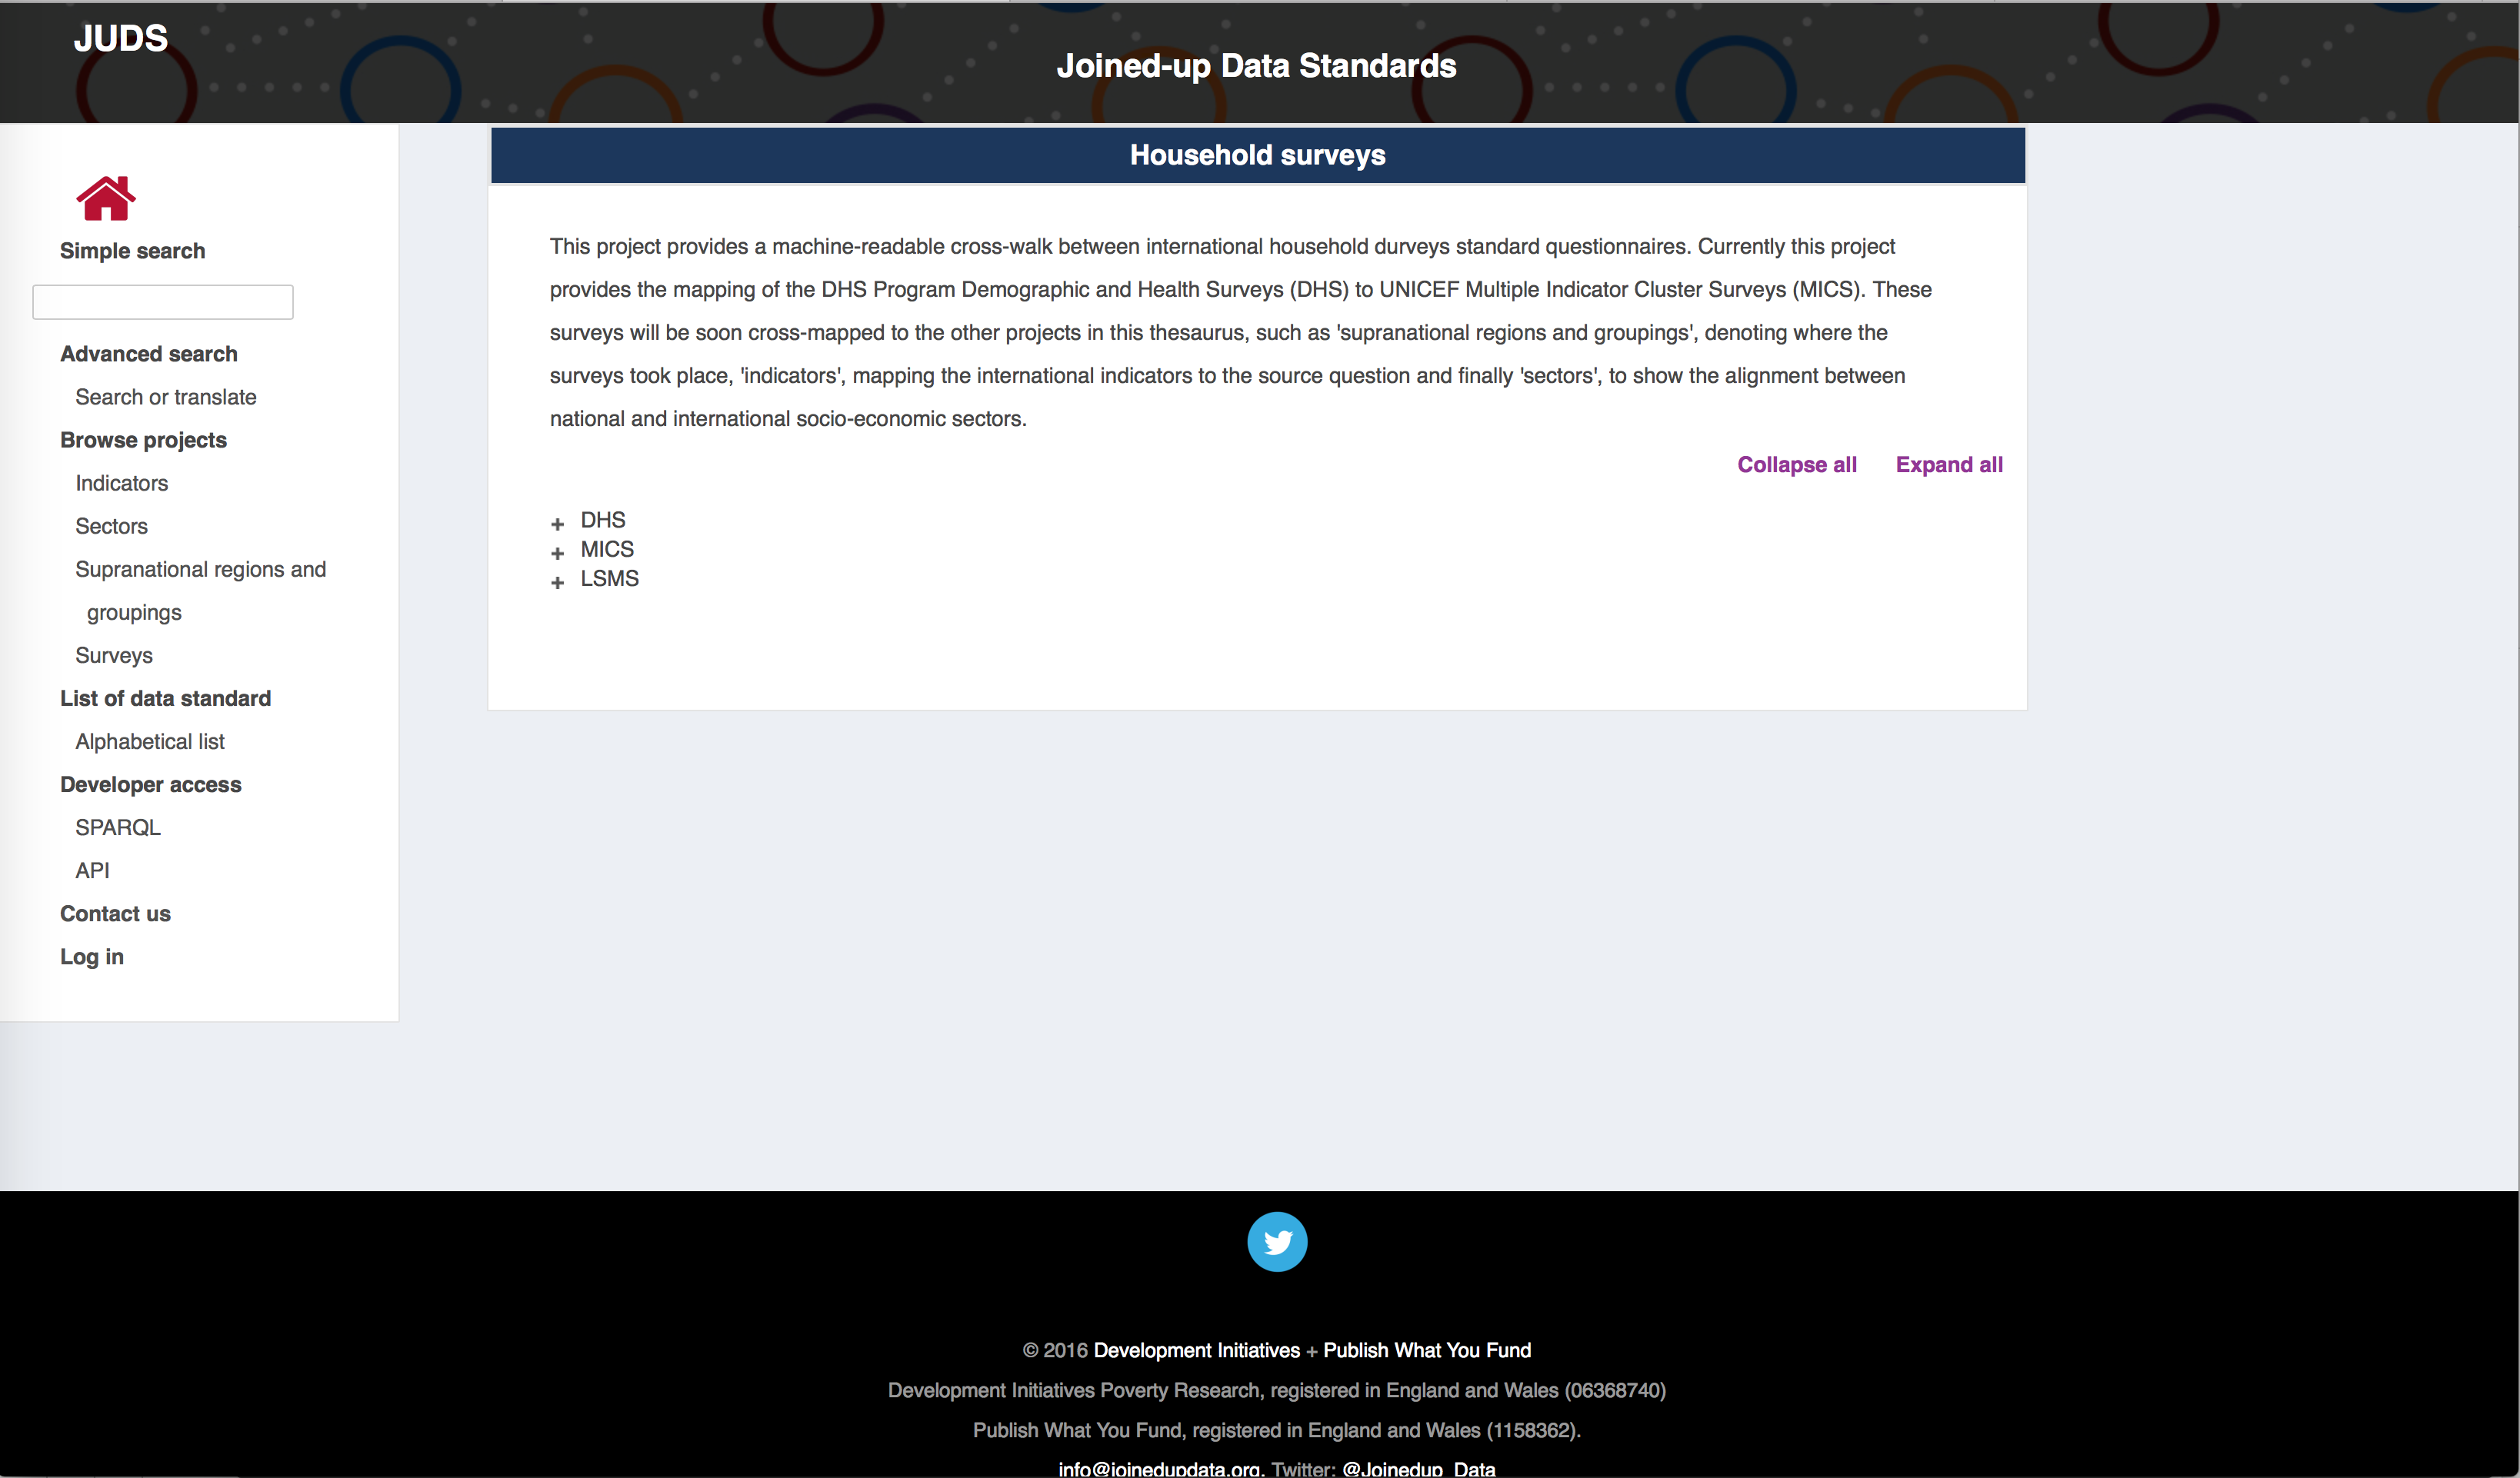 JUDS
Joined-up Data Standards
Simple search
Advanced search
Search or translate
Browse projects
Indicators
Sectors
Supranational regions and
groupings
Surveys
List of data standard
Alphabetical list
Developer access
SPARQL
API
Contact us
Log in
Household surveys
This project provides a machine-readable cross-walk between international household durveys standard questionnaires. Currently this project
provides the mapping of the DHS Program Demographic and Health Surveys (DHS) to UNICEF Multiple Indicator Cluster Surveys (MICS). These
surveys will be soon cross-mapped to the other projects in this thesaurus, such as 'supranational regions and groupings', denoting where the
surveys took place, 'indicators', mapping the international indicators to the source question and finally 'sectors', to show the alignment between
national and international socio-economic sectors.
Collapse all Expand all
+ DHS
+ MICS
+ LSMS
© 2016 Development Initiatives + Publish What You Fund
Development Initiatives Poverty Research, registered in England and Wales (06368740)
Publish What You Fund, registered in England and Wales (1158362).
info@joinedupdata.org, Twitter: @Joinedup_Data